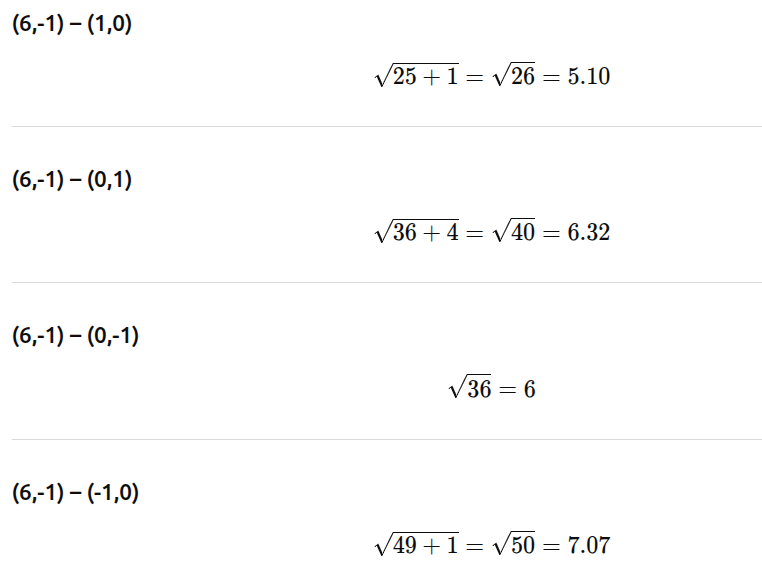 (6,-1) – (1,0)
√25 + 1 = √26 = 5.10
(6,-1) – (0,1)
√36 + 4 = √40 = 6.32
(6,-1) – (0,-1)
√36 = 6
(6,-1) – (-1,0)
√49 + 1 = √50 = 7.07